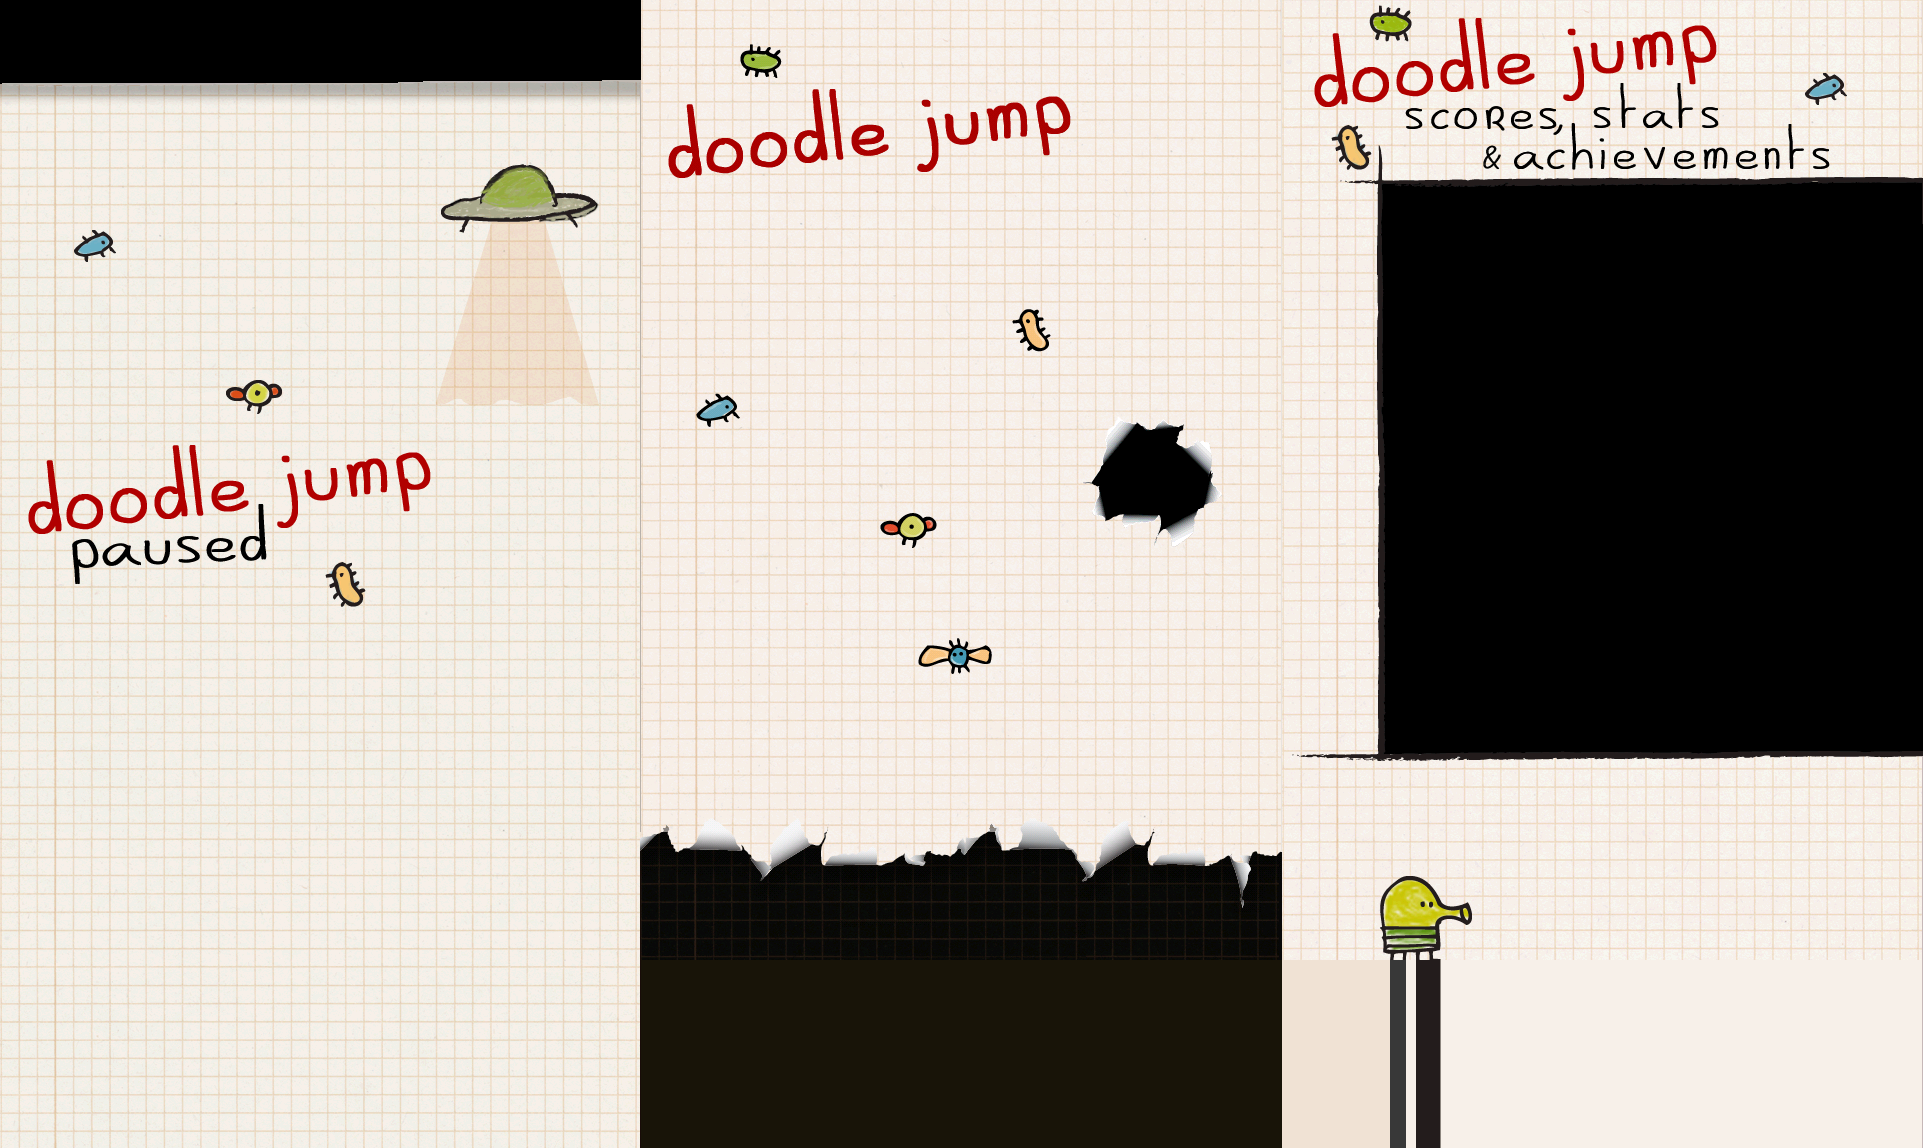 doodle jump
paused
doodle jump
doodle jump
scores, stats
& achievements